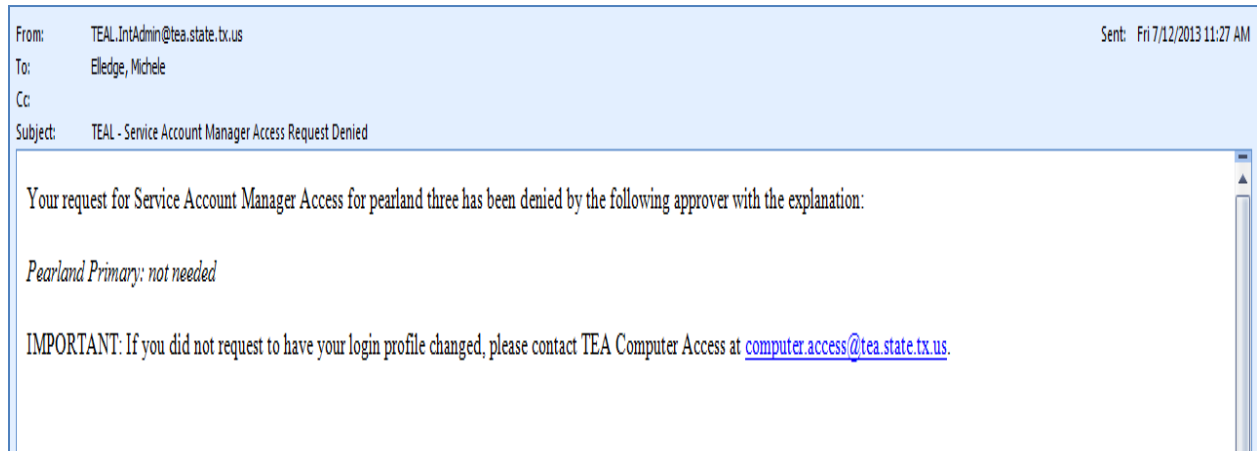 From: TEAL.IntAdmin@tea.state.tx.us Sent: Fri 7/12/2013 11:27 AM
To: Elledge, Michele
Cc:
Subject: TEAL - Service Account Manager Access Request Denied
Your request for Service Account Manager Access for pearland three has been denied by the following approver with the explanation:
Pearland Primary: not needed
IMPORTANT: If you did not request to have your login profile changed, please contact TEA Computer Access at computer.access@tea.state.tx.us.